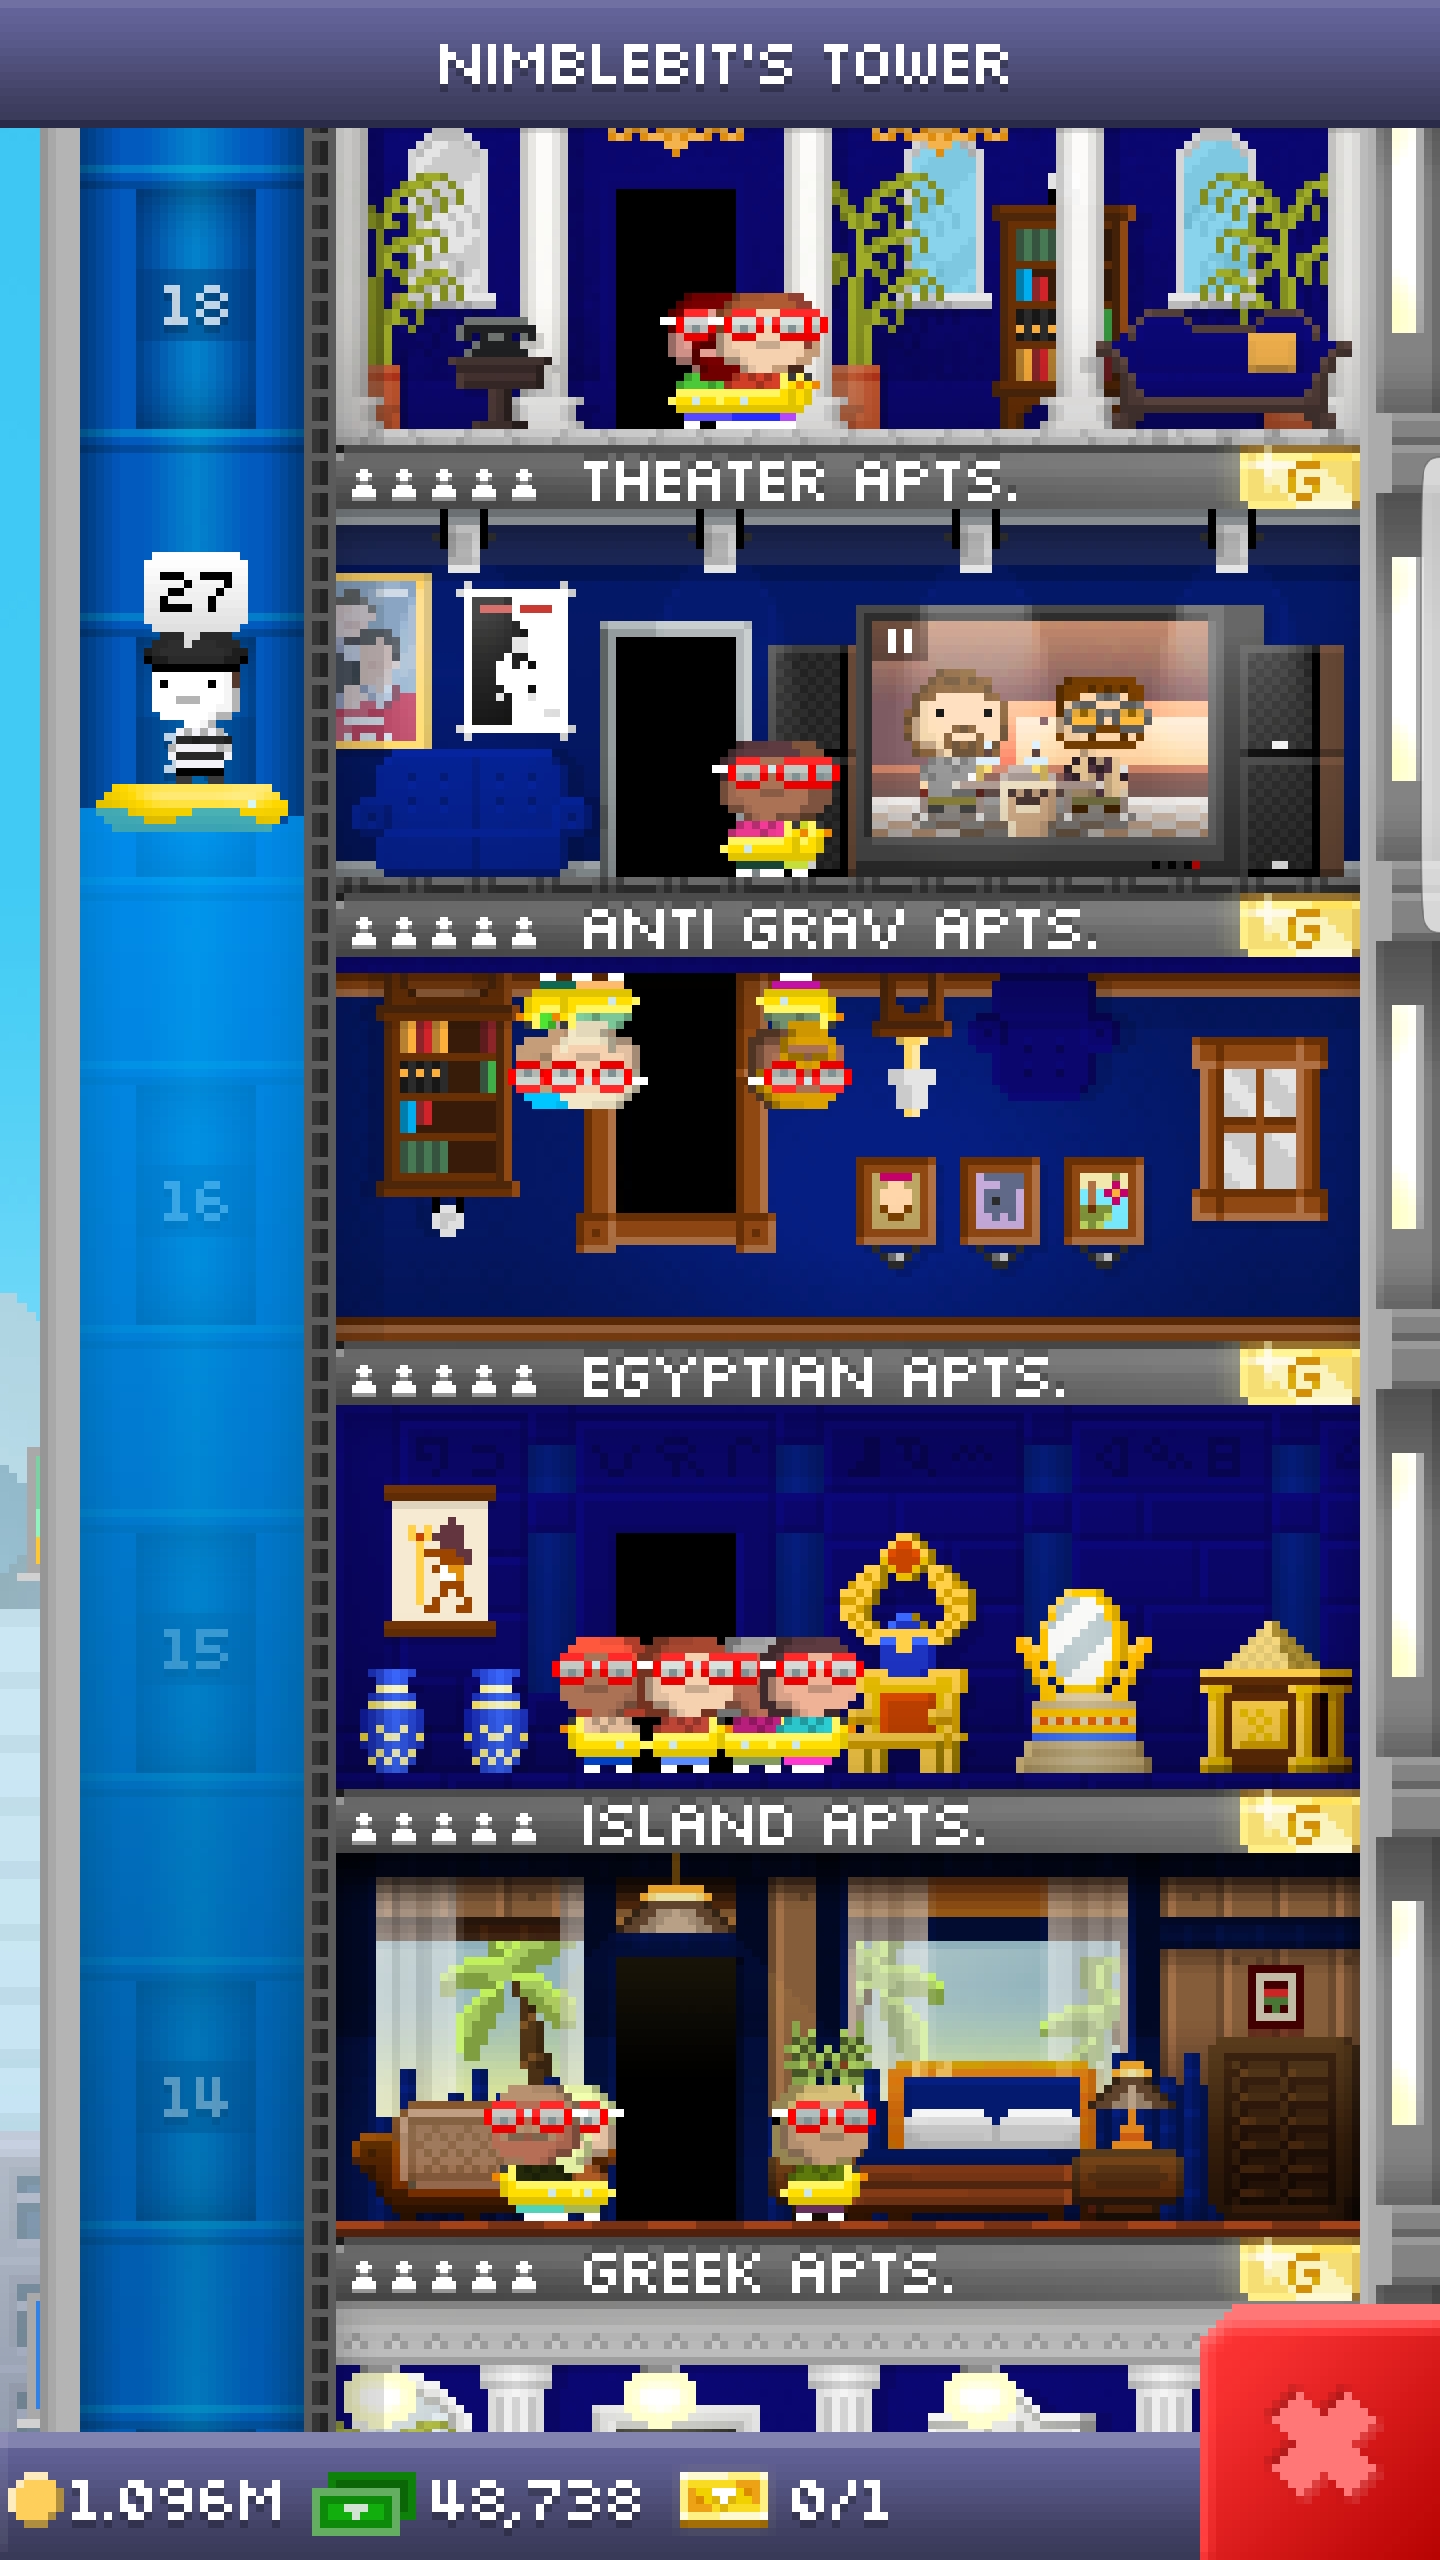 NIMBLEBIT'S TOWER
18
THEATER APTS. G
27
ANTI GRAV APTS. G
16
EGYPTIAN APTS. G
15
ISLAND APTS. G
14
GREEK APTS. G
1.096M 48,738 0/1